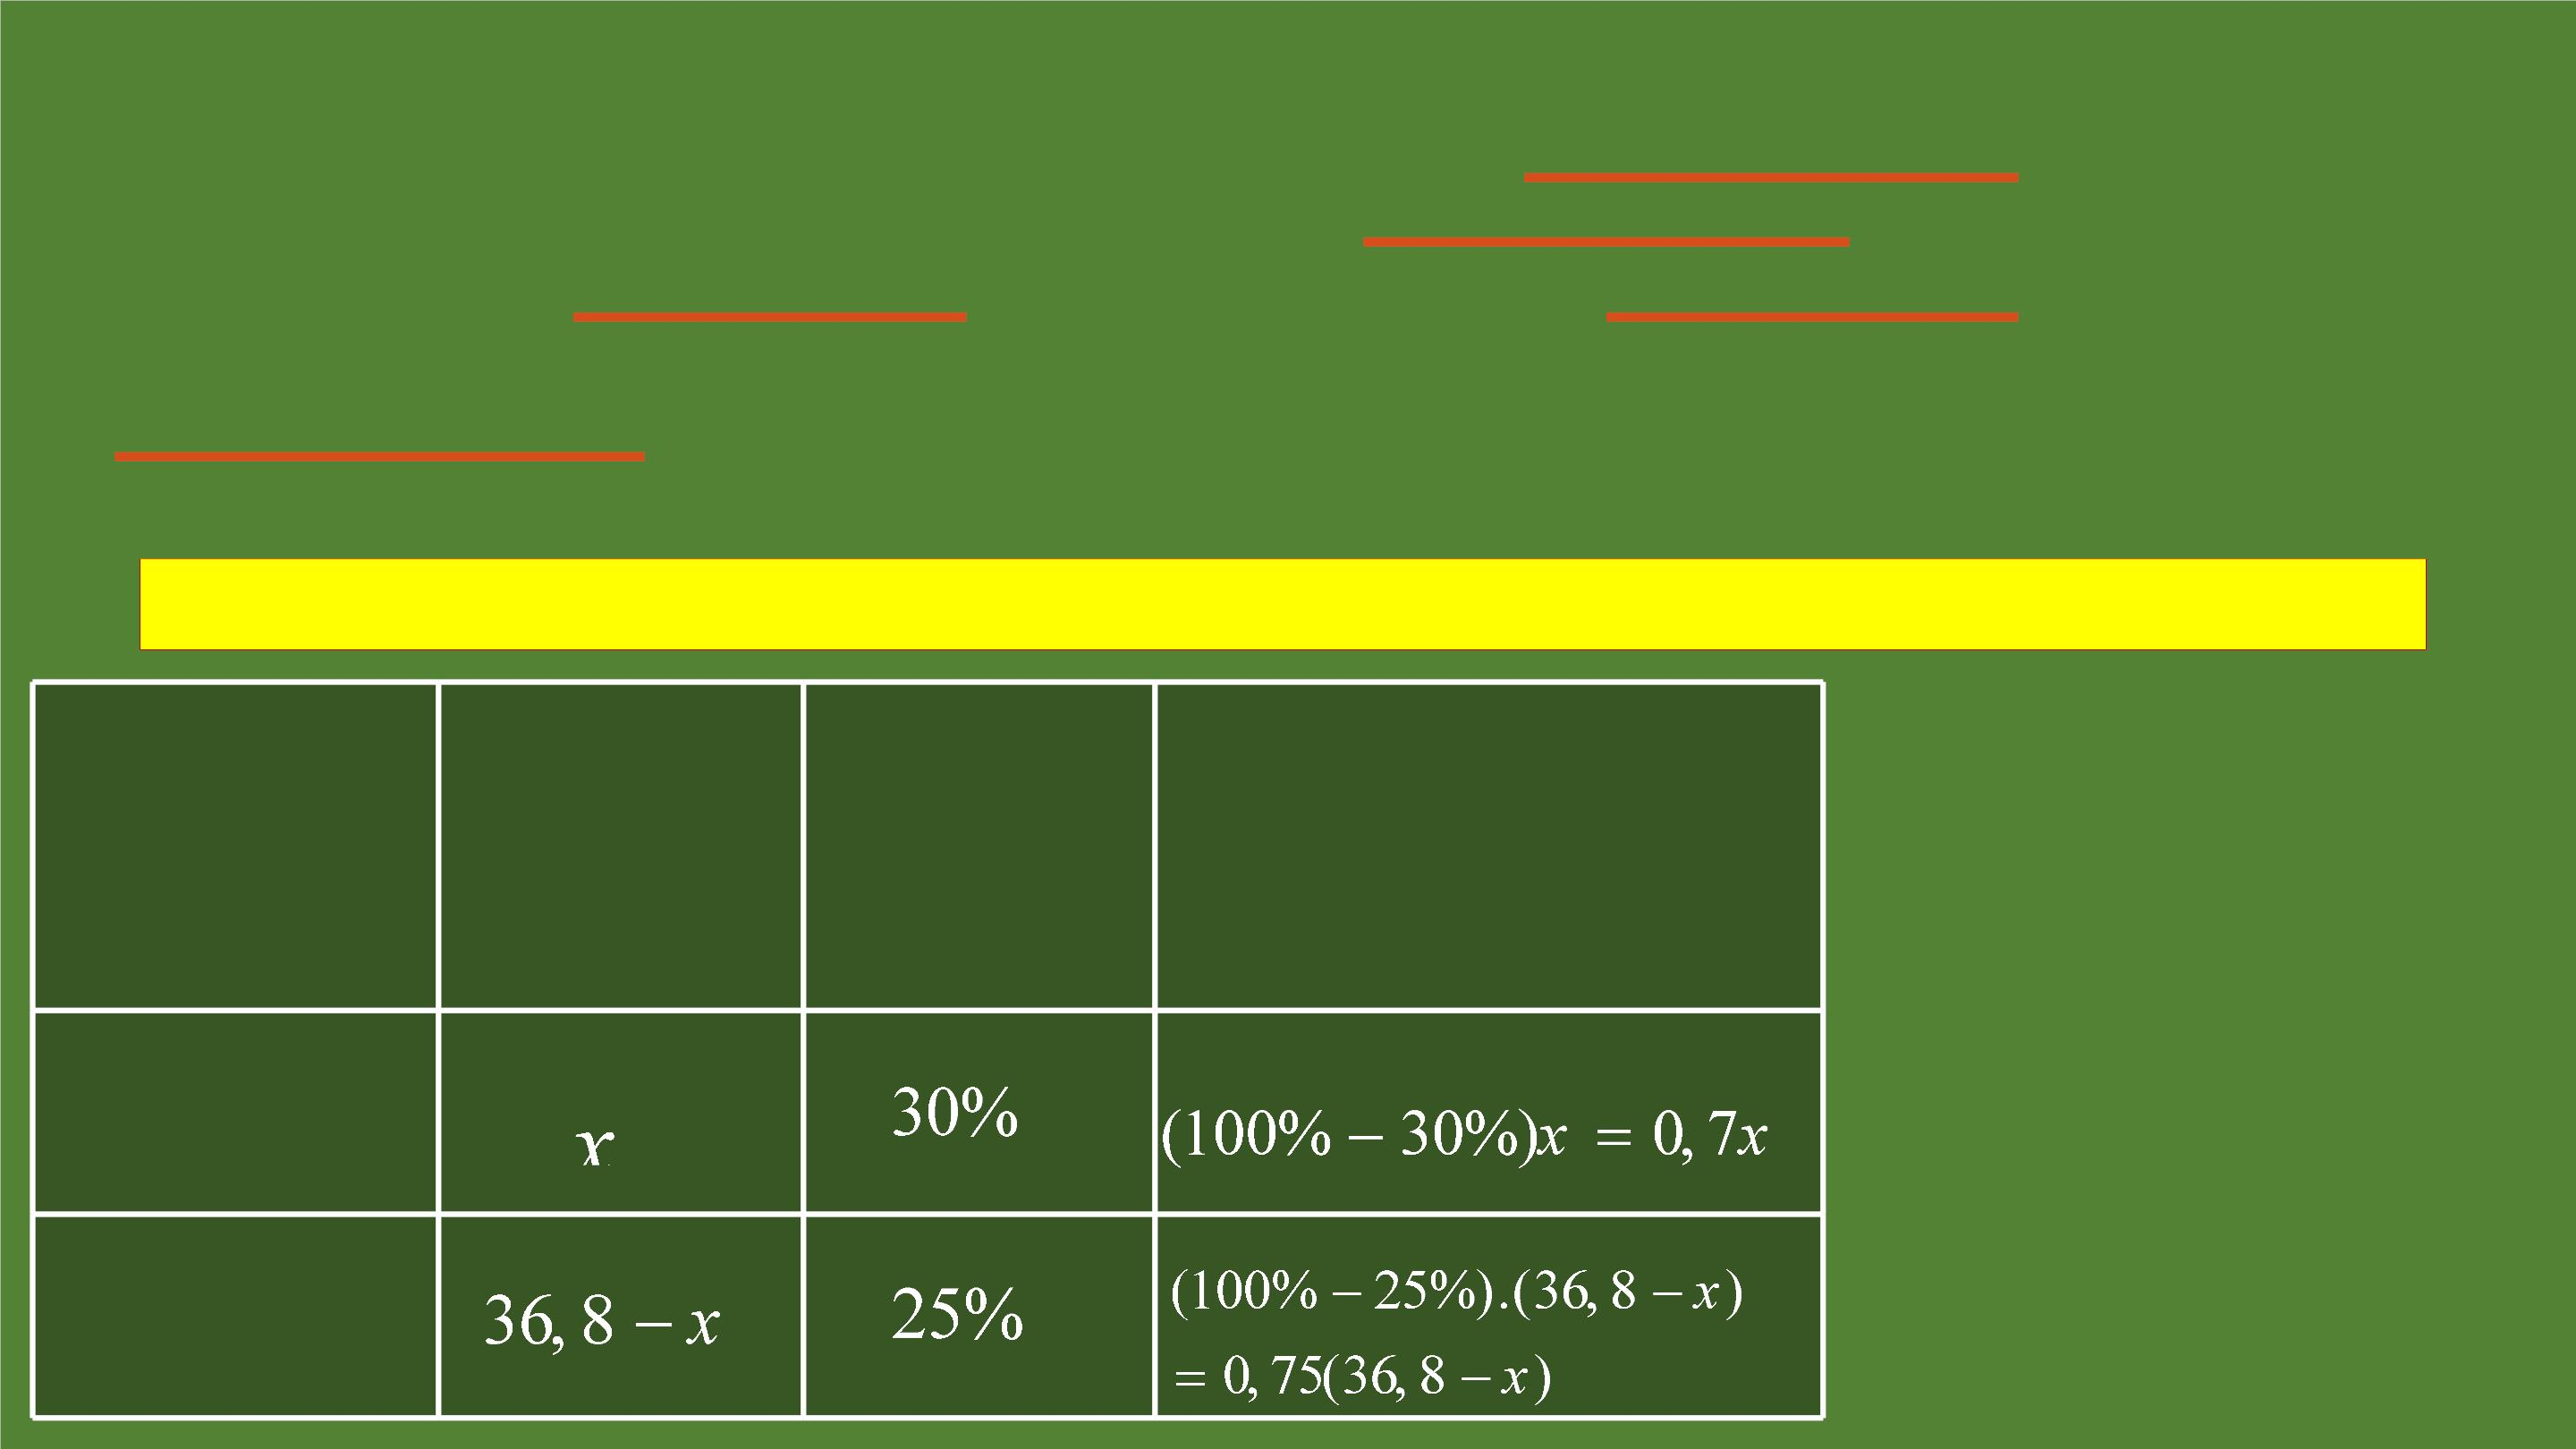 x
30%
(100% – 30%)x = 0, 7x
36, 8 – x
25%
(100% – 25%).(36, 8 – x)
= 0, 75(36, 8 – x)